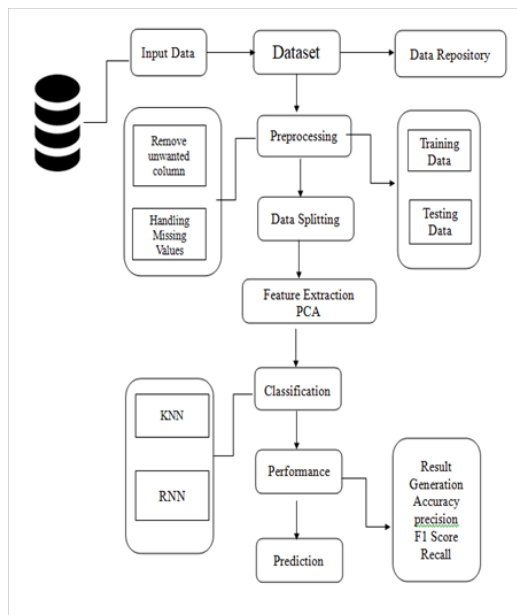 Input Data
Dataset
Data Repository
Remove
unwanted
column
Handling
Missing
Values
Preprocessing
Training
Data
Testing
Data
Data Splitting
Feature Extraction
PCA
Classification
KNN
RNN
Performance
Result
Generation
Accuracy
precision
F1 Score
Recall
Prediction